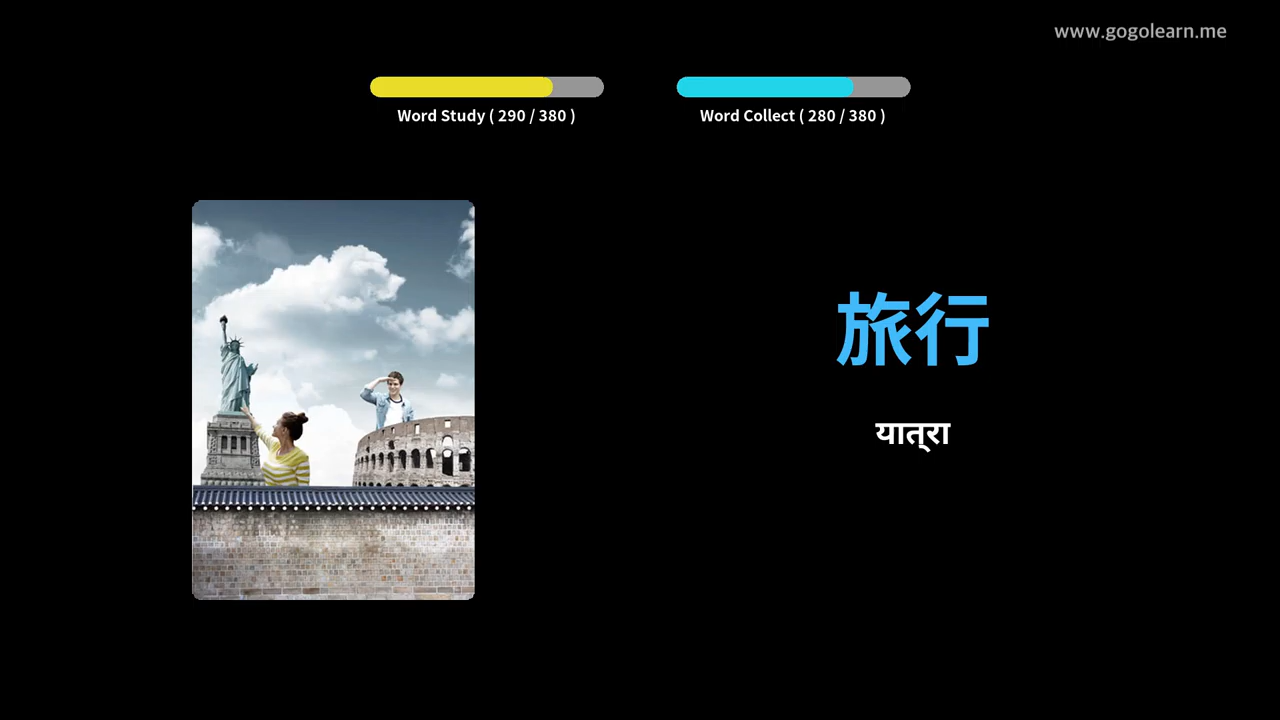 www.gogolearn.me
Word Study ( 290 / 380 )
Word Collect ( 280 / 380 )
旅行
यात्‌रा